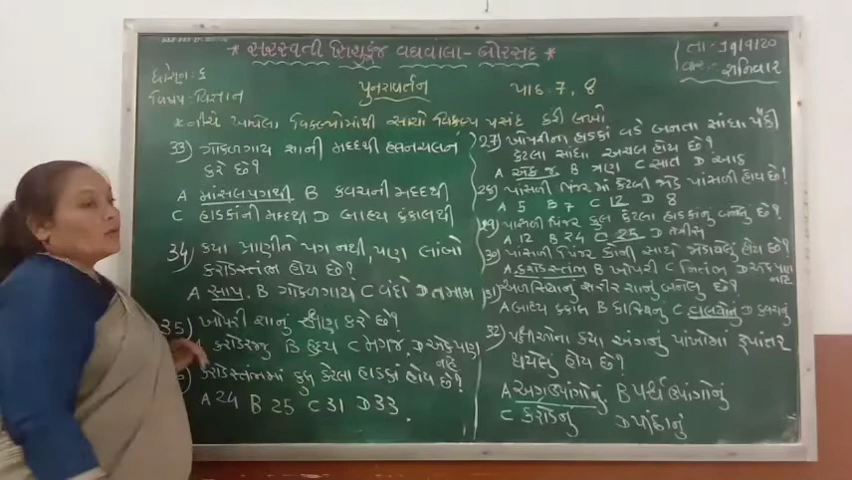 * સરસ્વતી શિશુકુંજ વઘવાલા - બોરસદ *
તા:-19/9/20
વાર:- શનિવાર
ધોરણ: ૬
વિષય: વિજ્ઞાન
પુનરાવર્તન
પાઠ: 7, 8
* નીચે આપેલા વિકલ્પોમાંથી સાચો વિકલ્પ પસંદ કરી લખો
33) ગોકળગાય શાની મદદથી હલનચલન
કરે છે?
A માંસલપગથી B કવચની મદદથી
C હાડકાંની મદદથી D બાહ્ય કંકાલથી
34) કયા પ્રાણીને પગ નથી, પણ લાંબો
કરોડસ્તંભ હોય છે?
A સાપ. B ગોકળગાય C વંદો D તમામ
35) ખોપરી શાનું રક્ષણ કરે છે?
A કરોડરજ્જુ B હૃદય C મગજ. D એકપણ
નહિ
કરોડસ્તંભમાં કુલ કેટલા હાડકાં હોય છે?
A 24 B 25 C 31 D 33.
27) ખોપરીના હાડકાં વડે બનતા સાંધા પૈકી
કેટલા સાંધા અચલ હોય છે?
A એક જ B ત્રણ C સાત D આઠ
28) પાંસળી પિંજરમાં કેટલી જોડ પાંસળી હોય છે?
A 5 B 7 C 12 D 8
29) પાંસળી પિંજર કુલ કેટલા હાડકાંનું બનેલું છે?
A 12 B 24 C 25 D તેત્રીસ
30) પાંસળી પિંજર કોની સાથે જોડાયેલું હોય છે?
A કરોડસ્તંભ B ખોપરી C નિતંબ D એકપણ
નહિ
31) અળસિયાનું શરીર શાનું બનેલું છે?
A બાહ્ય કંકાલ B કાસ્થિનું C વલયોનું D કવચનું
32) પક્ષીઓના કયા અંગનું પાંખોમાં રૂપાંતર
થયેલું હોય છે?
A અગ્રઉપાંગોનું B પશ્ચ ઉપાંગોનું
C કરોડનું D પીંછાનું